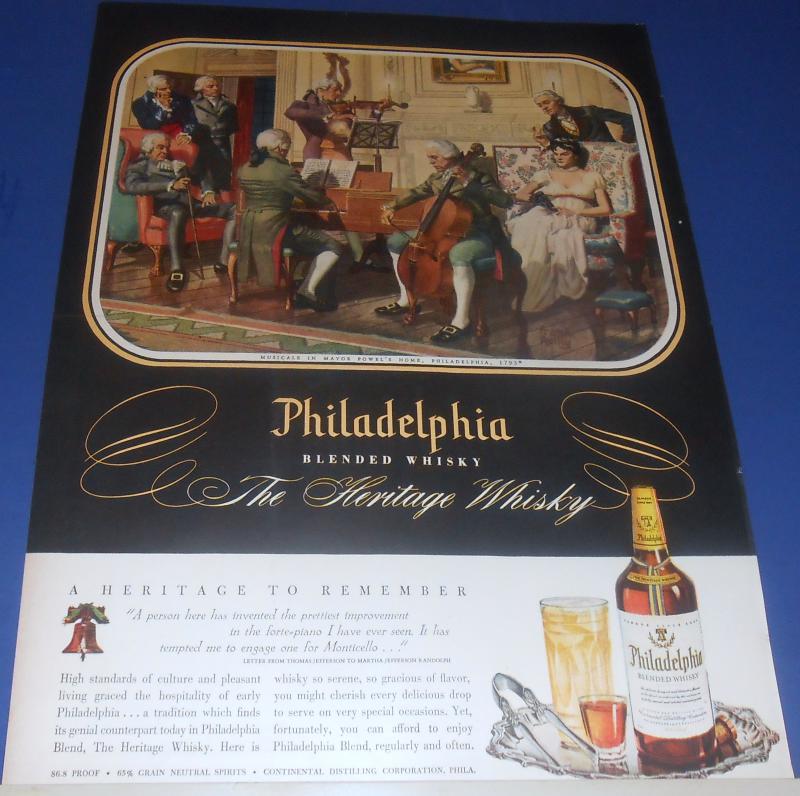 MUSICALE IN MAYOR POWEL'S HOME, PHILADELPHIA, 1793*
Philadelphia
BLENDED WHISKY
The Heritage Whisky
A HERITAGE TO REMEMBER
"A person here has invented the prettiest improvement
in the forte-piano I have ever seen. It has
tempted me to engage one for Monticello . . ."
LETTER FROM THOMAS JEFFERSON TO MARTHA JEFFERSON RANDOLPH
High standards of culture and pleasant
living graced the hospitality of early
Philadelphia . . . a tradition which finds
its genial counterpart today in Philadelphia
Blend, The Heritage Whisky. Here is
whisky so serene, so gracious of flavor,
you might cherish every delicious drop
to serve on very special occasions. Yet,
fortunately, you can afford to enjoy
Philadelphia Blend, regularly and often.
86.8 PROOF • 65% GRAIN NEUTRAL SPIRITS • CONTINENTAL DISTILLING CORPORATION, PHILA.
Philadelphia
THE HERITAGE WHISKY
Philadelphia
BLENDED WHISKY